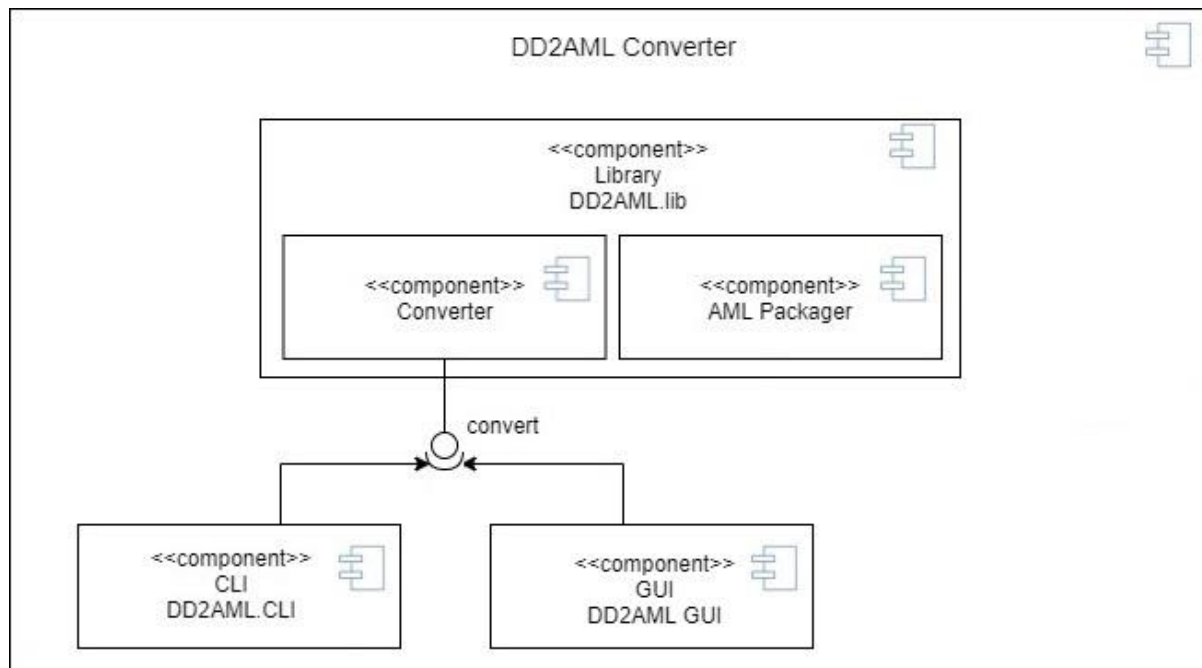 DD2AML Converter
<<component>>
Library
DD2AML.lib
<<component>>
Converter
<<component>>
AML Packager
convert
<<component>>
CLI
DD2AML.CLI
<<component>>
GUI
DD2AML GUI